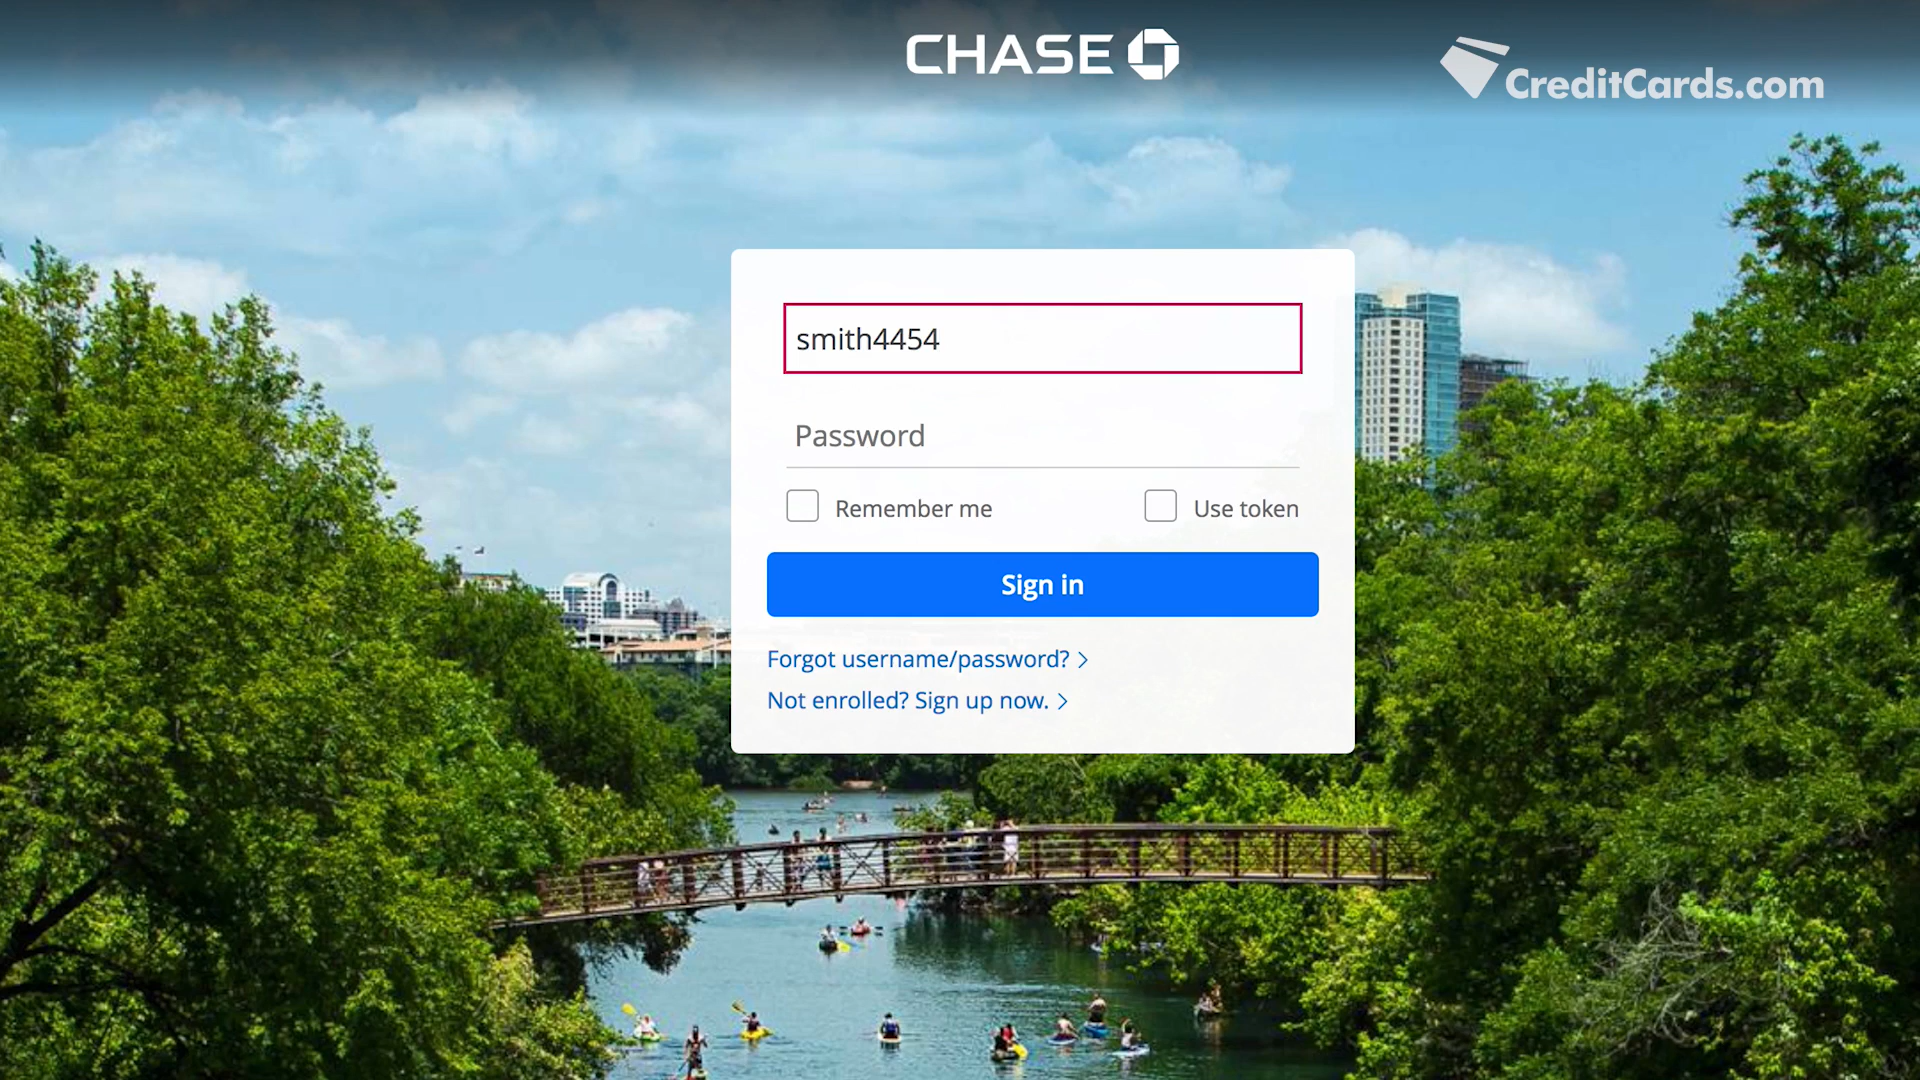 CHASE
CreditCards.com
smith4454
Password
Remember me
Use token
Sign in
Forgot username/password? >
Not enrolled? Sign up now. >